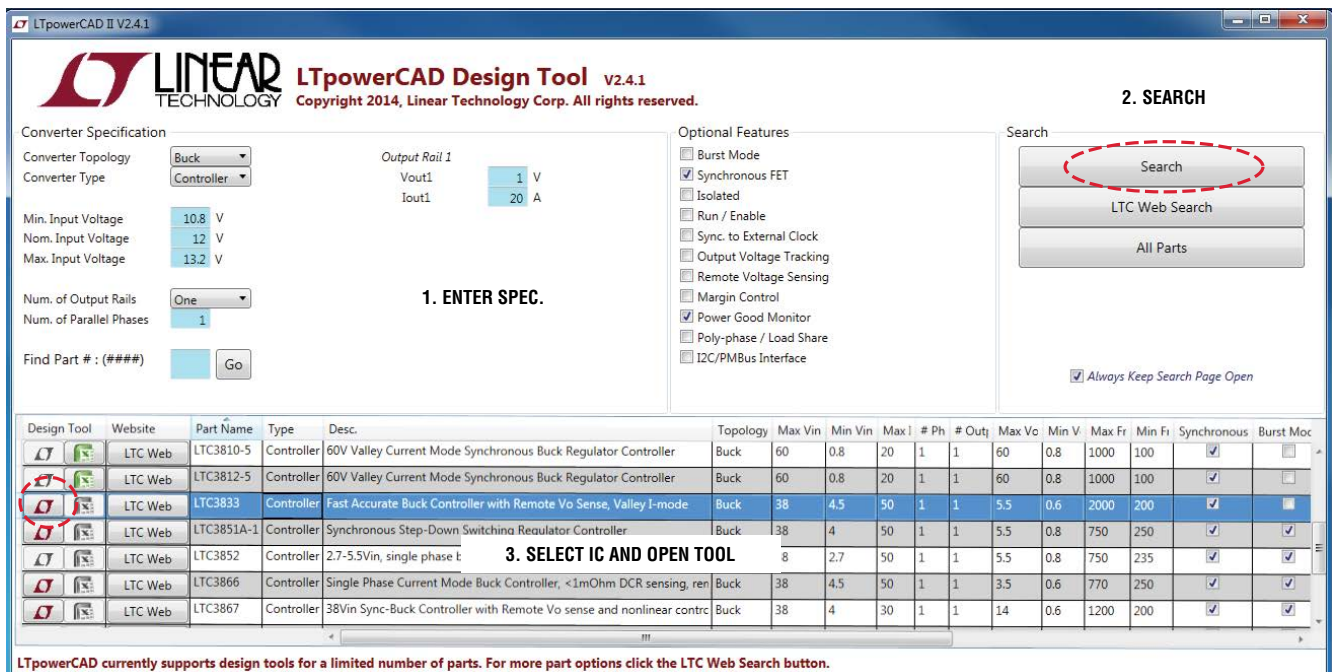 LTpowerCAD II V2.4.1
LINEAR TECHNOLOGY
LTpowerCAD Design Tool V2.4.1
Copyright 2014, Linear Technology Corp. All rights reserved.
2. SEARCH
Converter Specification
Converter Topology Buck
Converter Type Controller
Min. Input Voltage 10.8 V
Nom. Input Voltage 12 V
Max. Input Voltage 13.2 V
Num. of Output Rails One
Num. of Parallel Phases 1
Find Part # : (####) Go
Output Rail 1
Vout1 1 V
Iout1 20 A
1. ENTER SPEC.
Optional Features
Burst Mode
Synchronous FET
Isolated
Run / Enable
Sync. to External Clock
Output Voltage Tracking
Remote Voltage Sensing
Margin Control
Power Good Monitor
Poly-phase / Load Share
I2C/PMBus Interface
Search
Search
LTC Web Search
All Parts
Always Keep Search Page Open
Design Tool Website Part Name Type Desc. Topology Max Vin Min Vin Max I # Ph # Outp Max Vo Min V Max Fr Min Fr Synchronous Burst Moc
LTC Web LTC3810-5 Controller 60V Valley Current Mode Synchronous Buck Regulator Controller Buck 60 0.8 20 1 1 60 0.8 1000 100
LTC Web LTC3812-5 Controller 60V Valley Current Mode Synchronous Buck Regulator Controller Buck 60 0.8 20 1 1 60 0.8 1000 100
LTC Web LTC3833 Controller Fast Accurate Buck Controller with Remote Vo Sense, Valley I-mode Buck 38 4.5 50 1 1 5.5 0.6 2000 200
LTC Web LTC3851A-1 Controller Synchronous Step-Down Switching Regulator Controller Buck 38 4 50 1 1 5.5 0.8 750 250
LTC Web LTC3852 Controller 2.7-5.5Vin, single phase b 8 2.7 50 1 1 5.5 0.8 750 235
3. SELECT IC AND OPEN TOOL
LTC Web LTC3866 Controller Single Phase Current Mode Buck Controller, <1mOhm DCR sensing, ren Buck 38 4.5 50 1 1 3.5 0.6 770 250
LTC Web LTC3867 Controller 38Vin Sync-Buck Controller with Remote Vo sense and nonlinear contrc Buck 38 4 30 1 1 14 0.6 1200 200
LTpowerCAD currently supports design tools for a limited number of parts. For more part options click the LTC Web Search button.